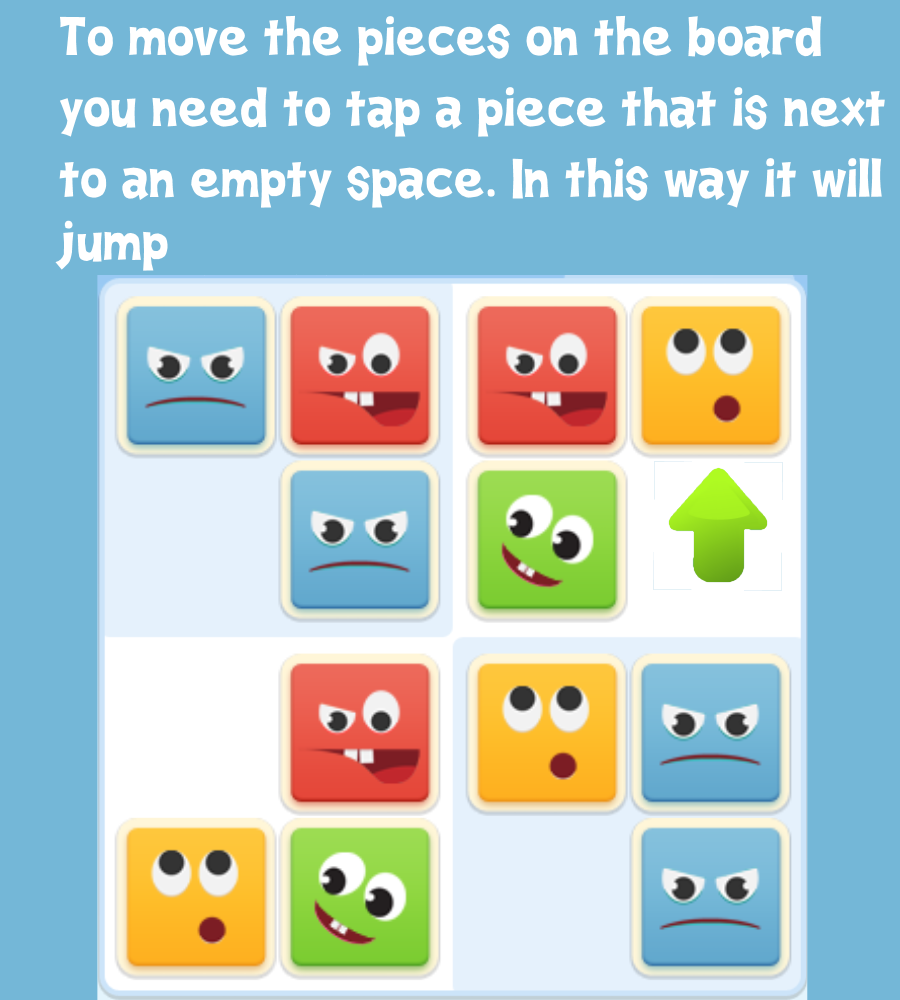 To move the pieces on the board
you need to tap a piece that is next
to an empty space. In this way it will
jump